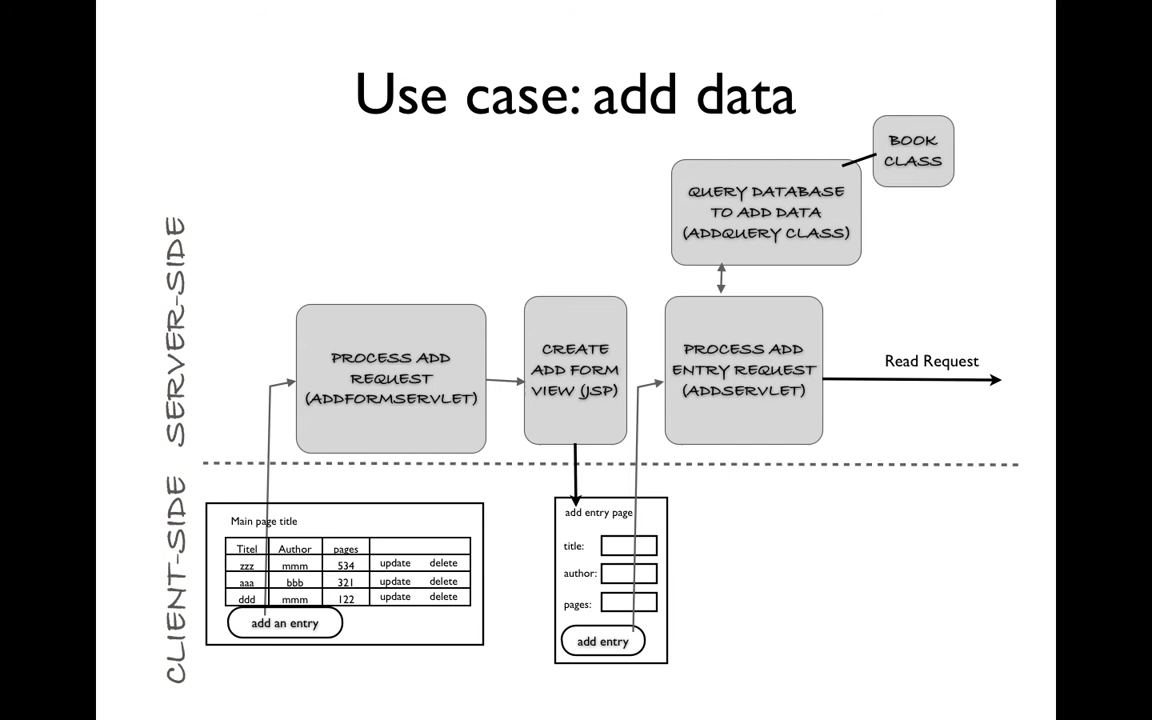 Use case: add data
BOOK
CLASS
QUERY DATABASE
TO ADD DATA
(ADDQUERY CLASS)
SERVER-SIDE
PROCESS ADD
REQUEST
(ADDFORMSERVLET)
CREATE
ADD FORM
VIEW (JSP)
PROCESS ADD
ENTRY REQUEST
(ADDSERVLET)
Read Request
CLIENT-SIDE
Main page title
Titel Author pages
zzz mmm 534 update delete
aaa bbb 321 update delete
ddd mmm 122 update delete
add an entry
add entry page
title:
author:
pages:
add entry